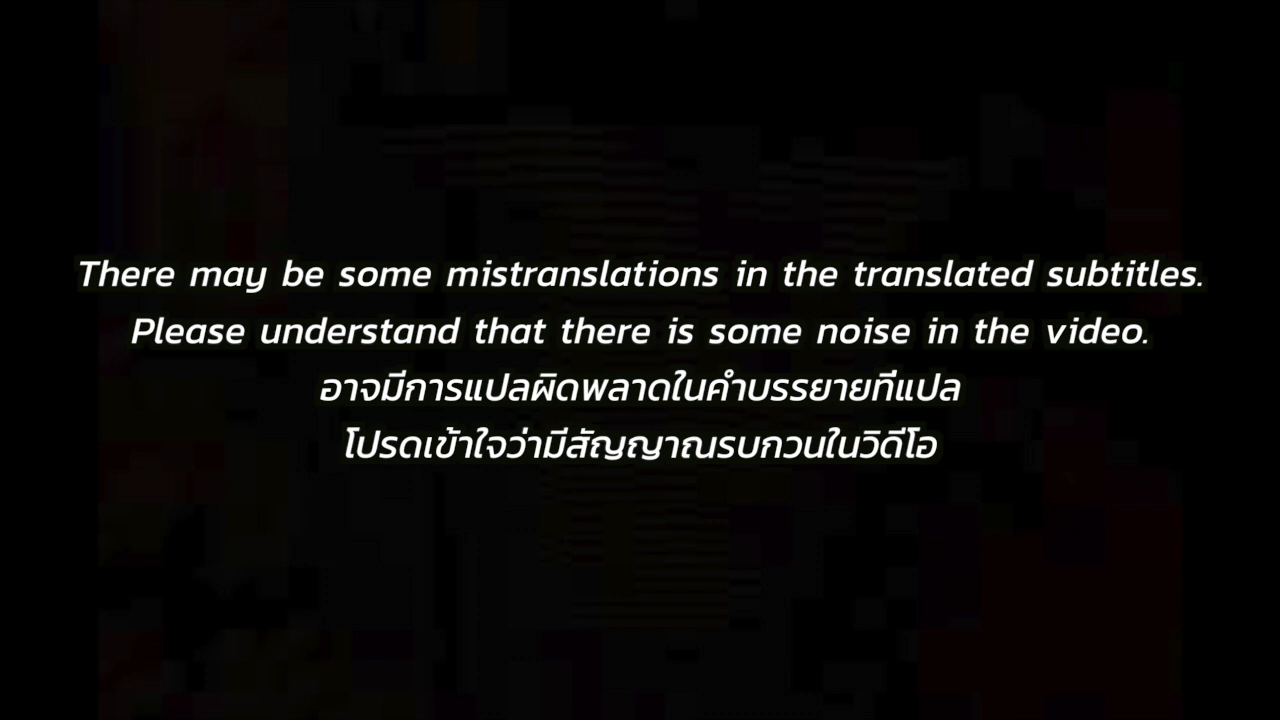 There may be some mistranslations in the translated subtitles.
Please understand that there is some noise in the video.
อาจมีการแปลผิดพลาดในคำบรรยายที่แปล
โปรดเข้าใจว่ามีสัญญาณรบกวนในวิดีโอ